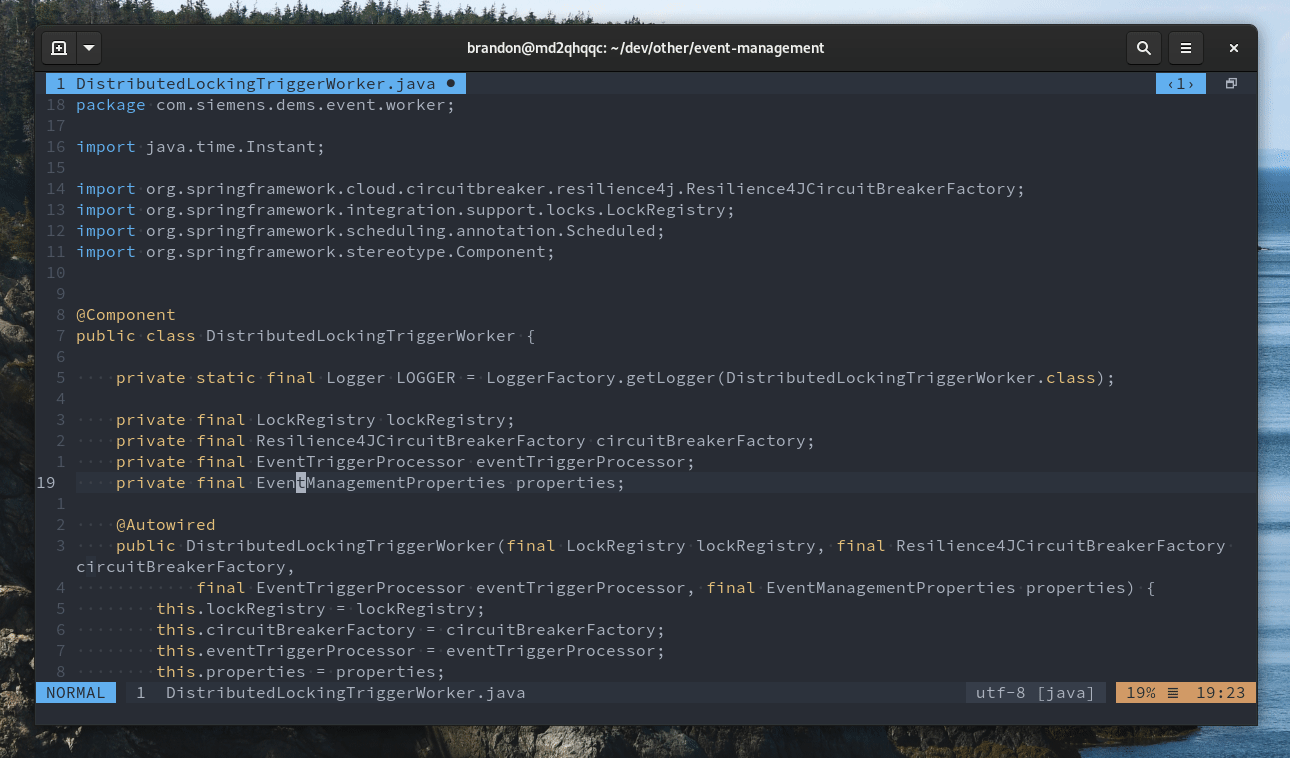 brandon@md2qhqqc: ~/dev/other/event-management
1 DistributedLockingTriggerWorker.java ● ‹1›
18 package com.siemens.dems.event.worker;
17
16 import java.time.Instant;
15
14 import org.springframework.cloud.circuitbreaker.resilience4j.Resilience4JCircuitBreakerFactory;
13 import org.springframework.integration.support.locks.LockRegistry;
12 import org.springframework.scheduling.annotation.Scheduled;
11 import org.springframework.stereotype.Component;
10
9
8 @Component
7 public class DistributedLockingTriggerWorker {
6
5 ····private static final Logger LOGGER = LoggerFactory.getLogger(DistributedLockingTriggerWorker.class);
4
3 ····private final LockRegistry lockRegistry;
2 ····private final Resilience4JCircuitBreakerFactory circuitBreakerFactory;
1 ····private final EventTriggerProcessor eventTriggerProcessor;
19 ····private final EventManagementProperties properties;
1
2 ····@Autowired
3 ····public DistributedLockingTriggerWorker(final LockRegistry lockRegistry, final Resilience4JCircuitBreakerFactory
circuitBreakerFactory,
4 ············final EventTriggerProcessor eventTriggerProcessor, final EventManagementProperties properties) {
5 ········this.lockRegistry = lockRegistry;
6 ········this.circuitBreakerFactory = circuitBreakerFactory;
7 ········this.eventTriggerProcessor = eventTriggerProcessor;
8 ········this.properties = properties;
NORMAL 1 DistributedLockingTriggerWorker.java utf-8 [java] 19% ≡ 19:23